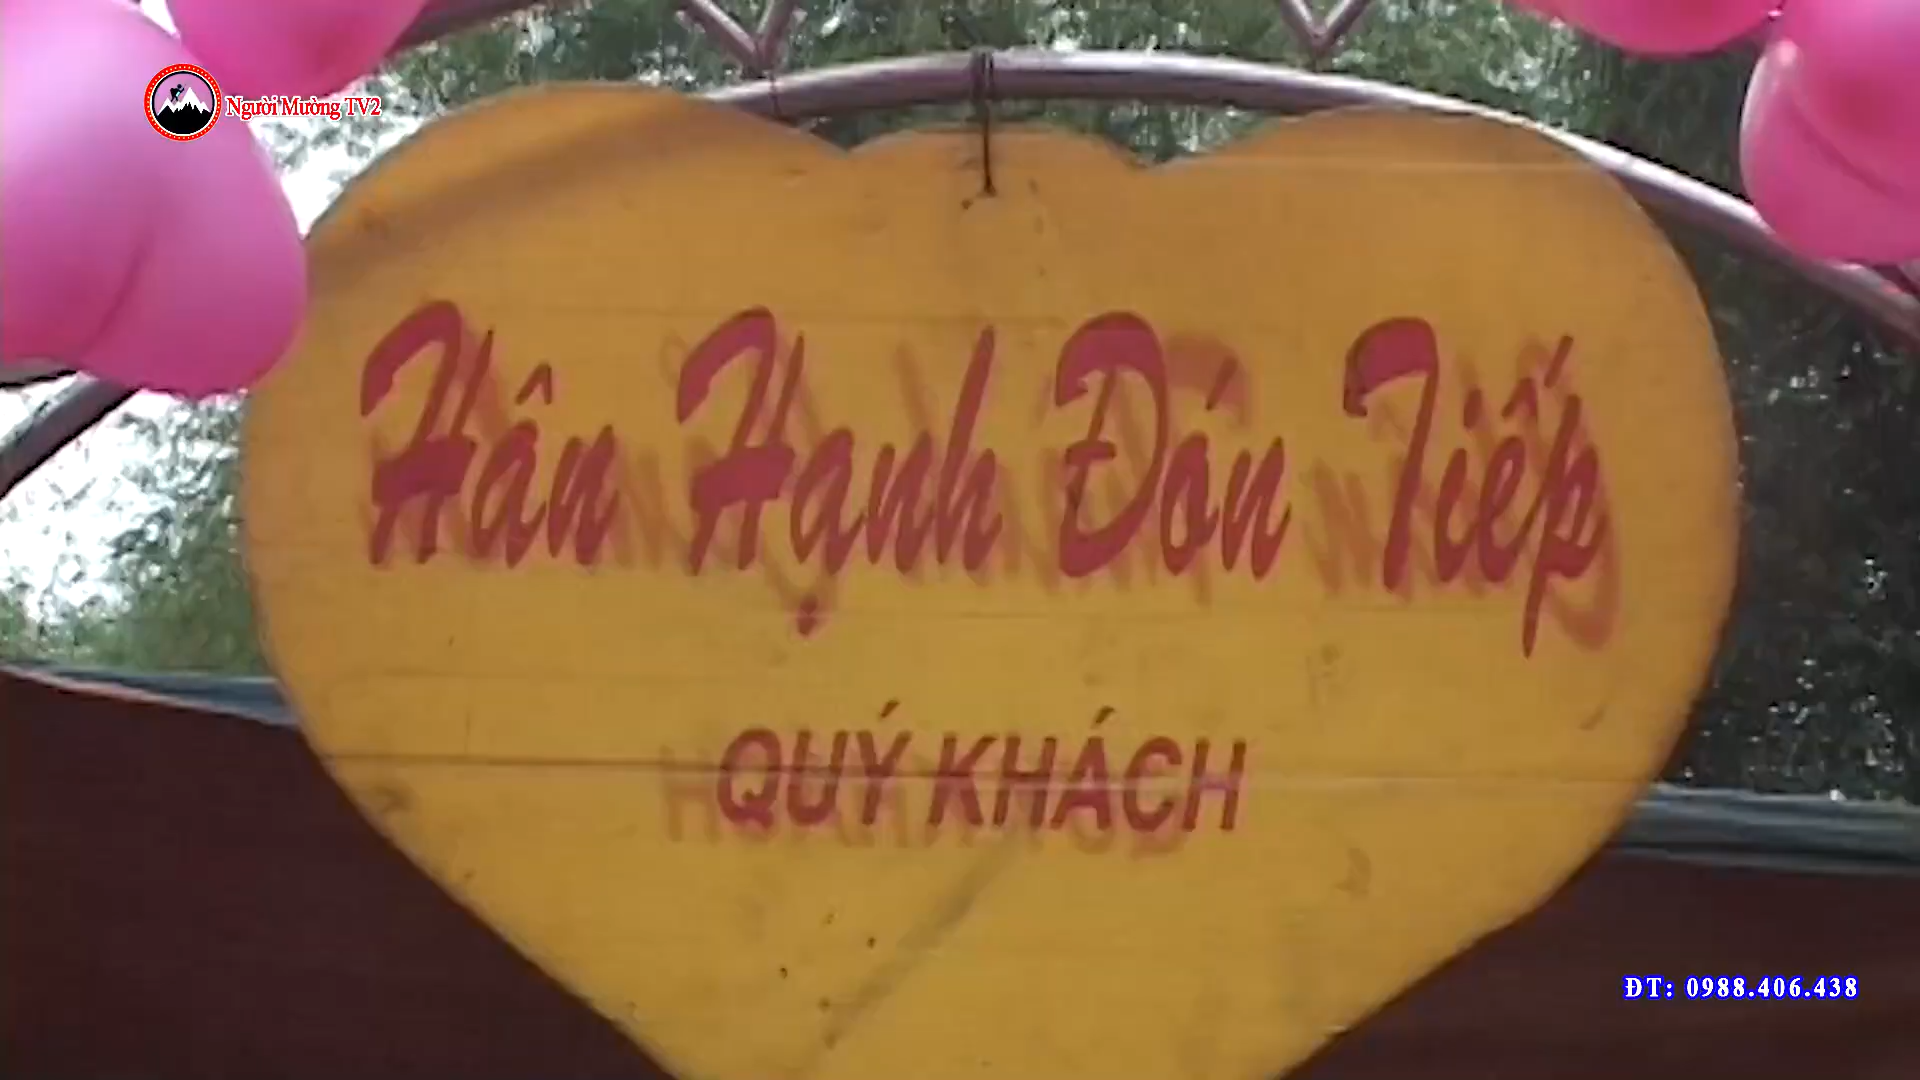 Người Mường TV2
Hân Hạnh Đón Tiếp
QUÝ KHÁCH
ĐT: 0988.406.438